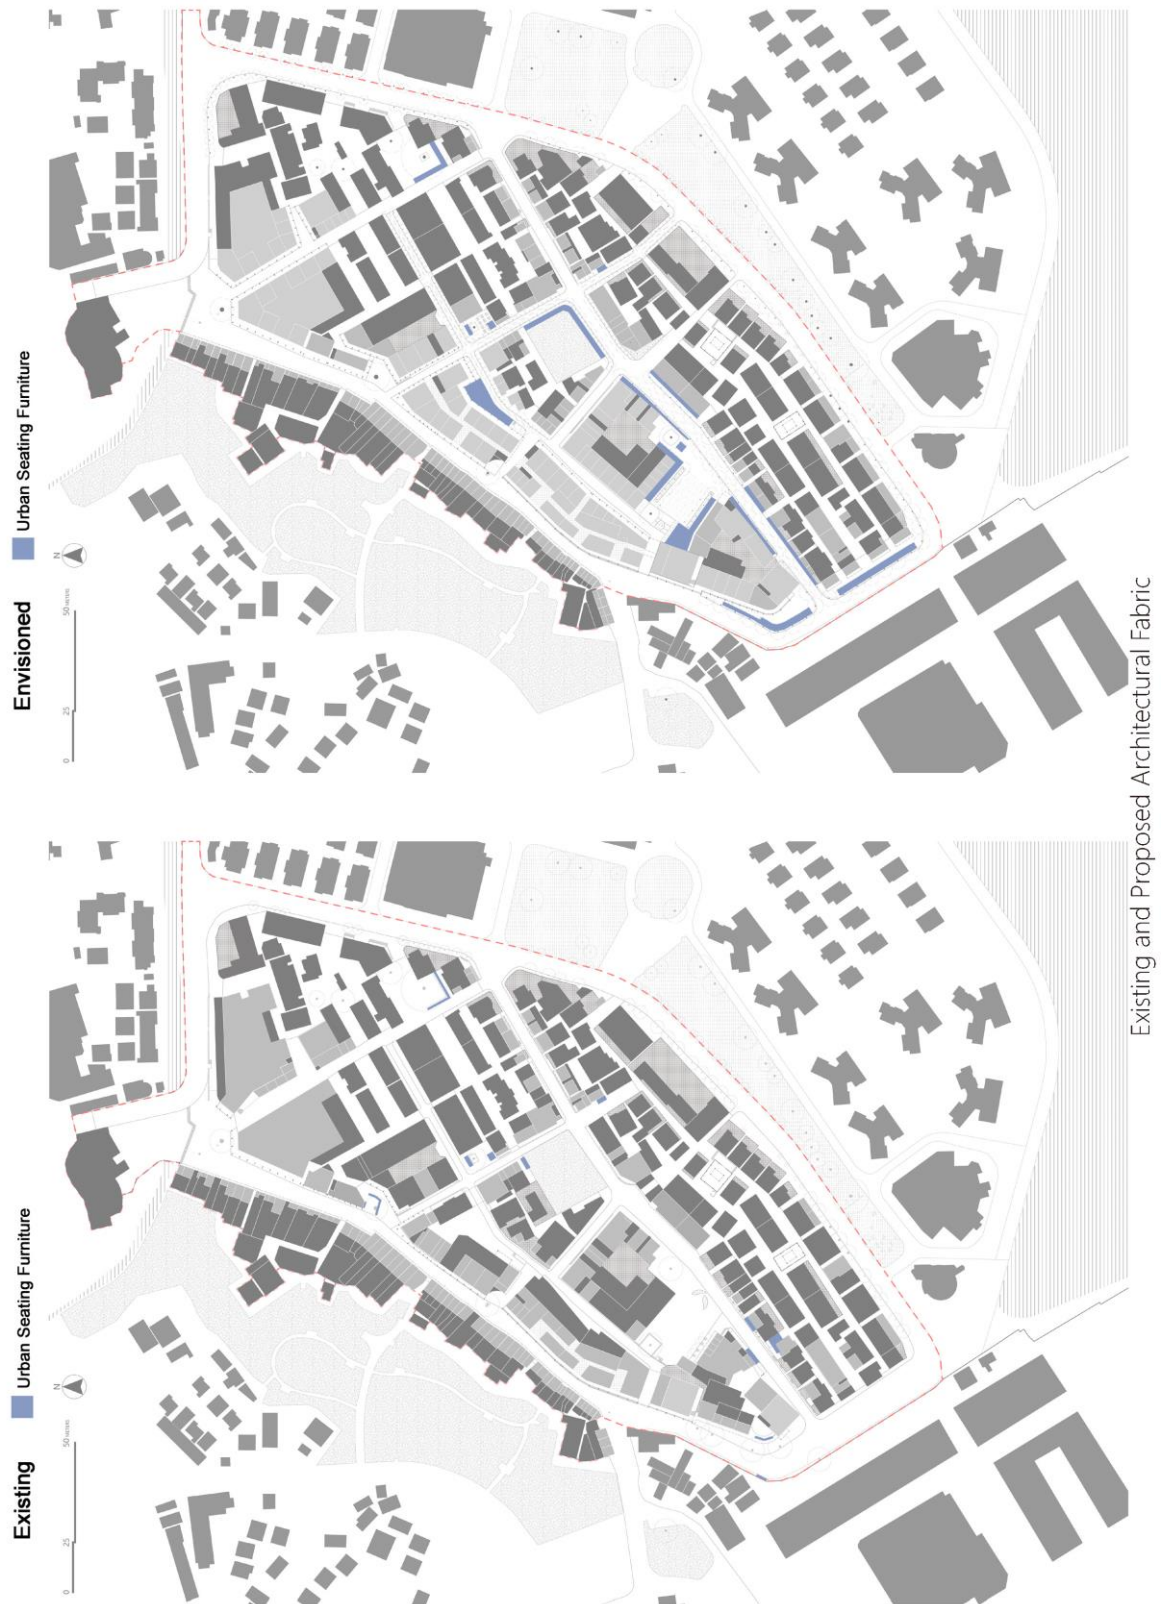 Existing
Urban Seating Furniture
N
0
25
50 METERS
Envisioned
Urban Seating Furniture
N
0
25
50 METERS
Existing and Proposed Architectural Fabric